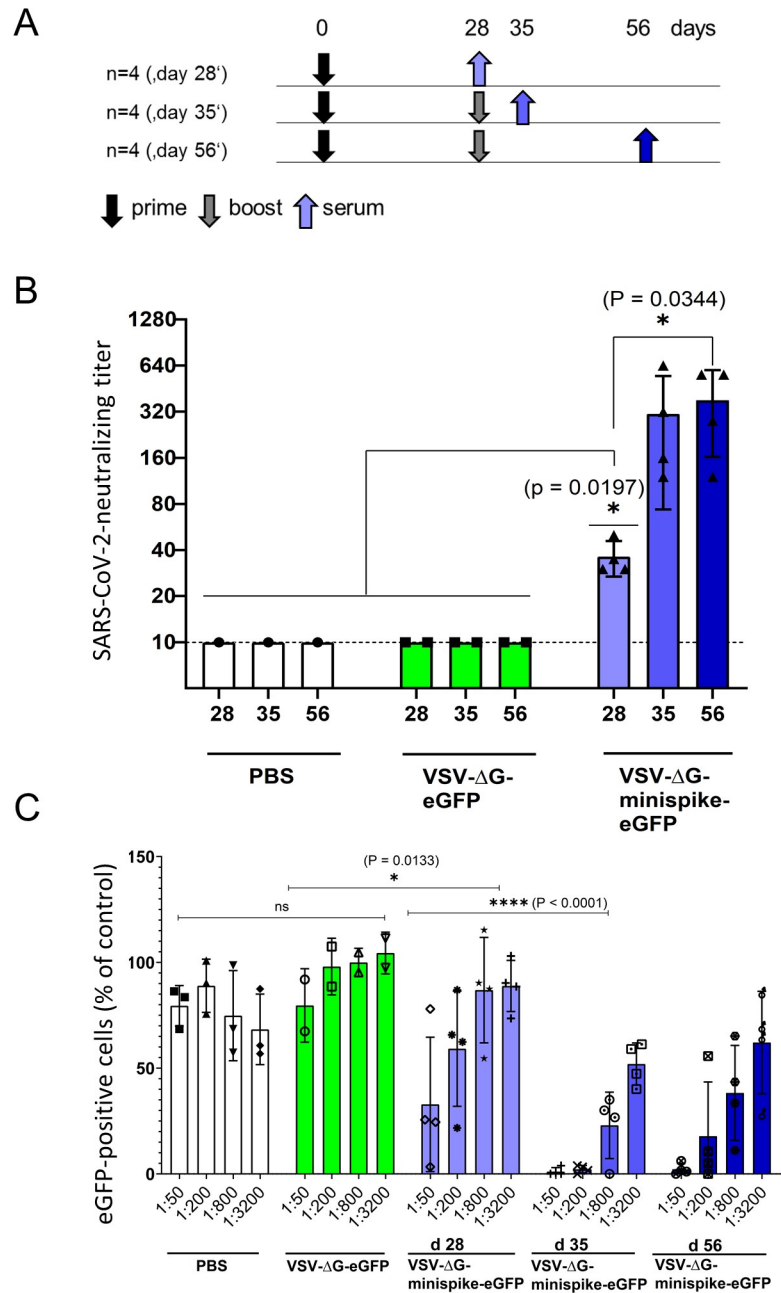 A
0 28 35 56 days
n=4 (‚day 28‘)
n=4 (‚day 35‘)
n=4 (‚day 56‘)
prime boost serum
B
SARS-CoV-2-neutralizing titer
1280
640
320
160
80
40
20
10
(P = 0.0344)
*
(p = 0.0197)
*
28 35 56 28 35 56 28 35 56
PBS
VSV-ΔG-
eGFP
VSV-ΔG-
minispike-
eGFP
C
eGFP-positive cells (% of control)
150
100
50
0
(P = 0.0133)
*
ns
**** (P < 0.0001)
1:50 1:200 1:800 1:3200 1:50 1:200 1:800 1:3200 1:50 1:200 1:800 1:3200 1:50 1:200 1:800 1:3200 1:50 1:200 1:800 1:3200
PBS
VSV-ΔG-eGFP
d 28
VSV-ΔG-
minispike-eGFP
d 35
VSV-ΔG-
minispike-eGFP
d 56
VSV-ΔG-
minispike-eGFP